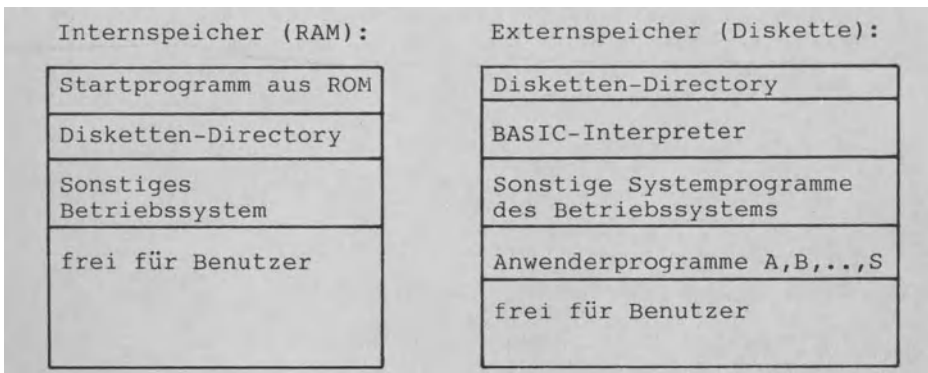 Internspeicher (RAM):
Startprogramm aus ROM
Disketten-Directory
Sonstiges
Betriebssystem
frei für Benutzer
Externspeicher (Diskette):
Disketten-Directory
BASIC-Interpreter
Sonstige Systemprogramme
des Betriebssystems
Anwenderprogramme A,B,..,S
frei für Benutzer